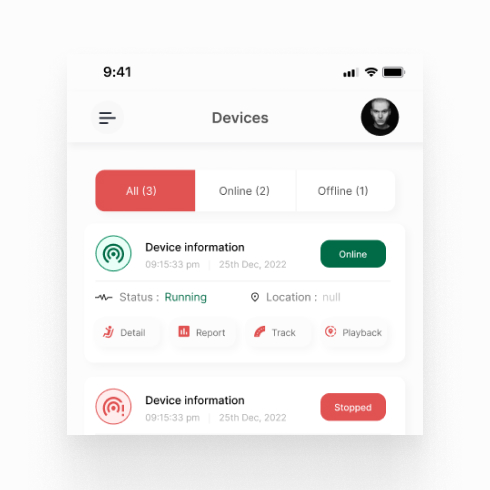 9:41
Devices
All (3) Online (2) Offline (1)
Device information
09:15:33 pm 25th Dec, 2022
Online
Status : Running Location : null
Detail Report Track Playback
Device information
09:15:33 pm 25th Dec, 2022
Stopped